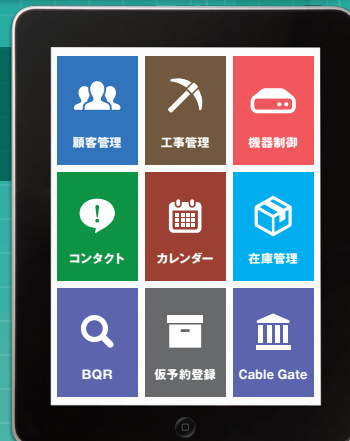 顧客管理
工事管理
機器制御
コンタクト
カレンダー
在庫管理
BQR
仮予約登録
Cable Gate